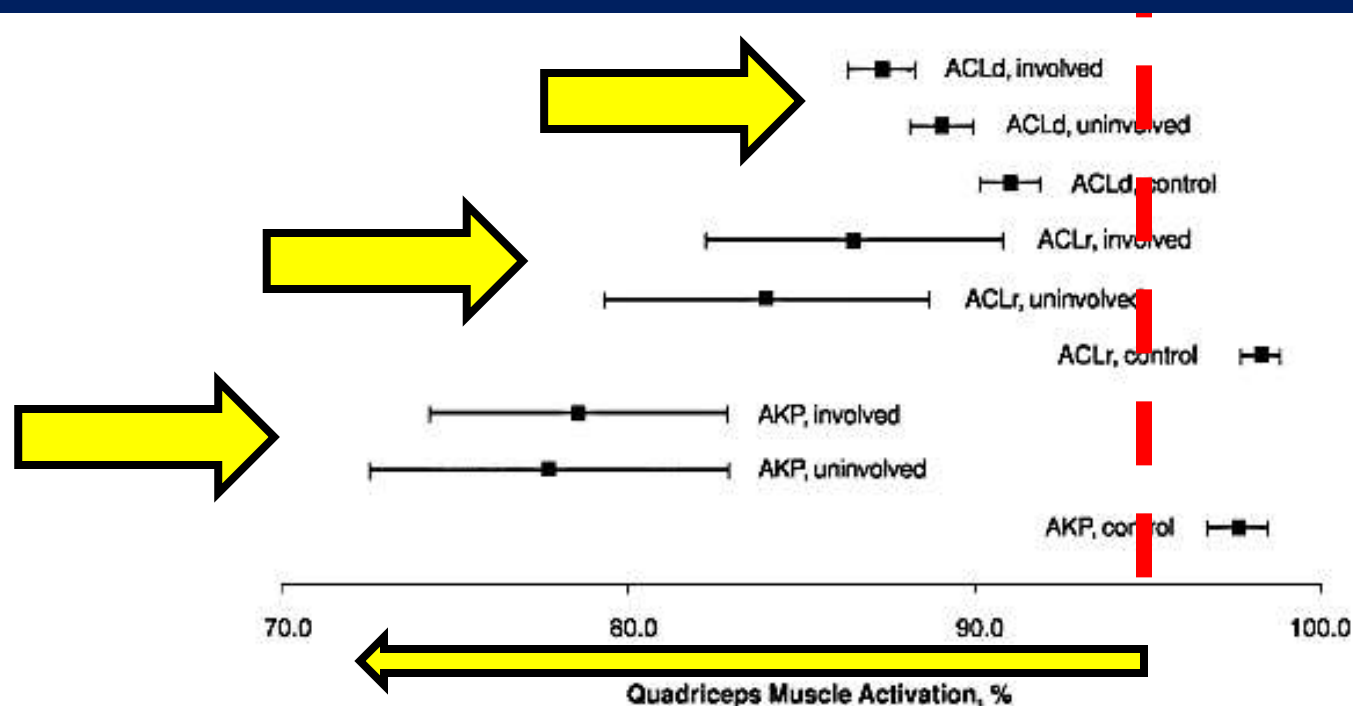 ACLd, involved
ACLd, uninvolved
ACLd, control
ACLr, involved
ACLr, uninvolved
ACLr, control
AKP, involved
AKP, uninvolved
AKP, control
70.0 80.0 90.0 100.0
Quadriceps Muscle Activation, %